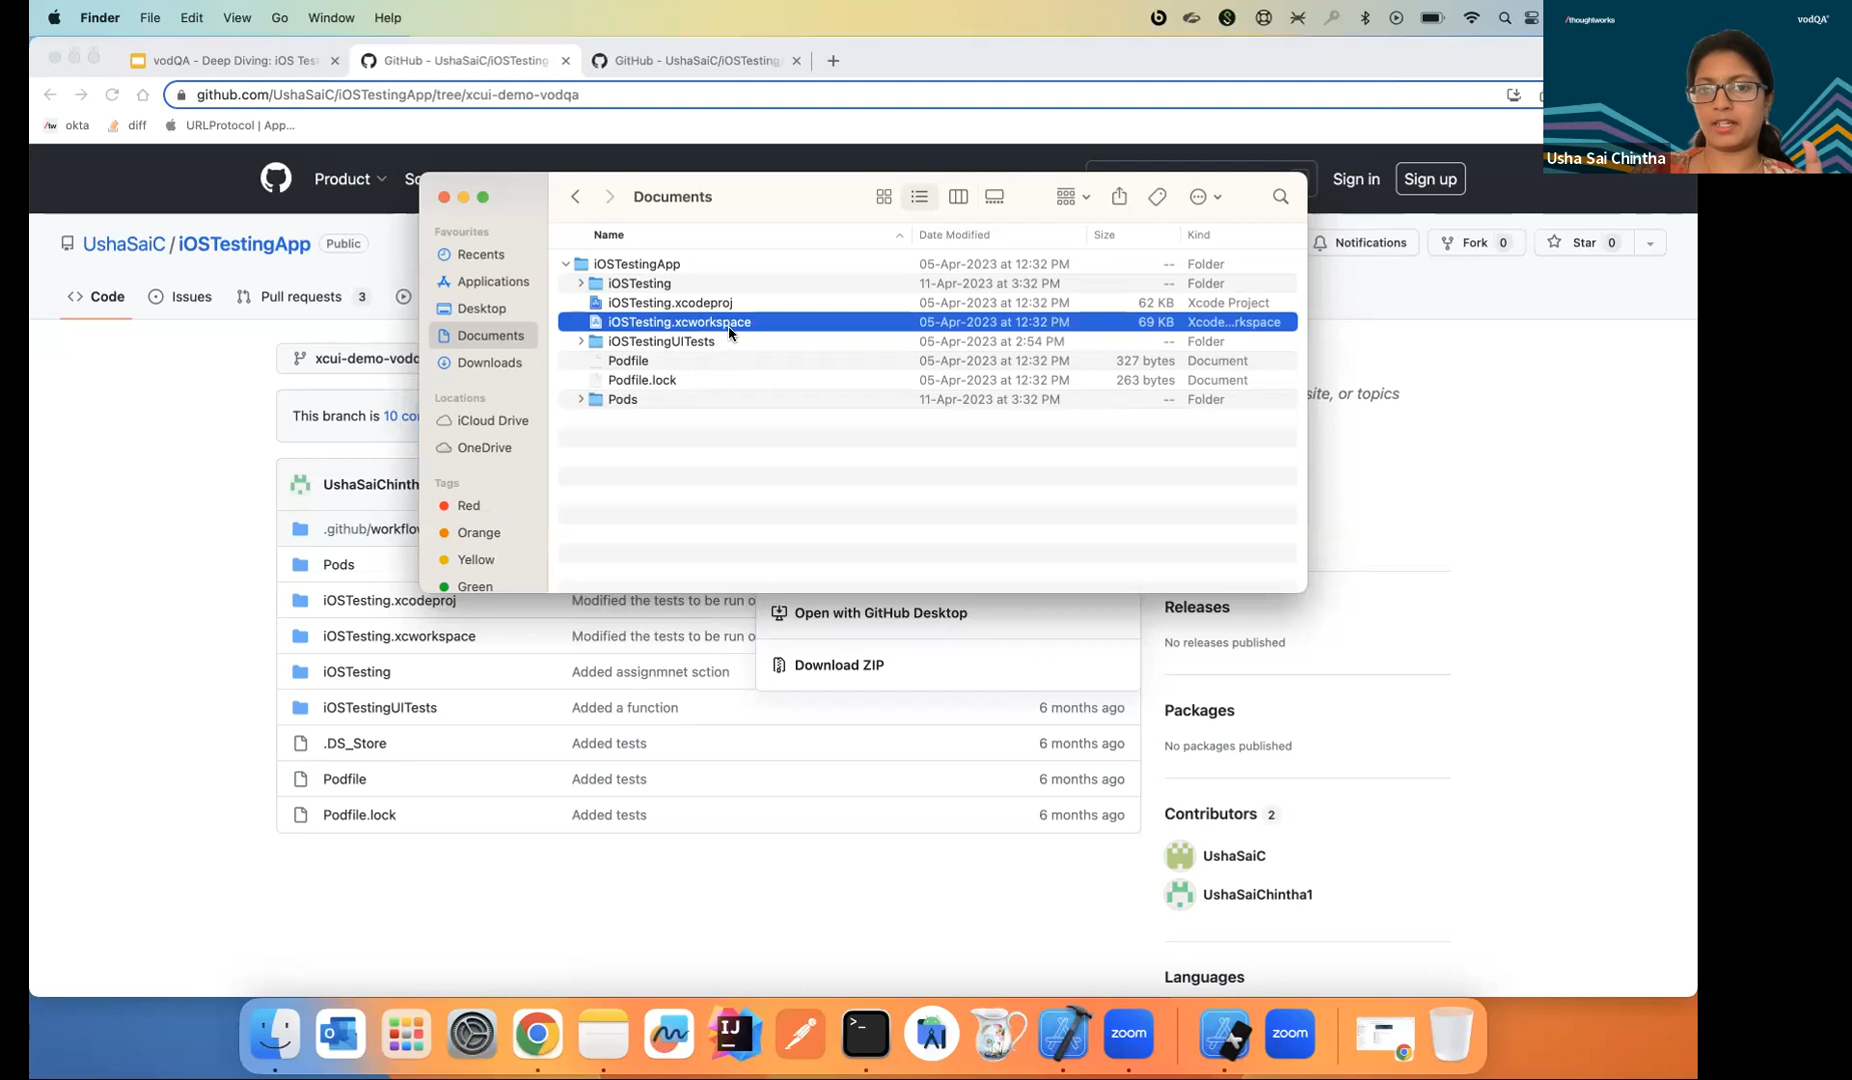 Finder File Edit View Go Window Help
/thoughtworks vodQA
Usha Sai Chintha
vodQA - Deep Diving: iOS Tes
GitHub - UshaSaiC/iOSTesting
GitHub - UshaSaiC/iOSTesting
github.com/UshaSaiC/iOSTestingApp/tree/xcui-demo-vodqa
/tw okta diff URLProtocol | App...
Product
Sign in Sign up
UshaSaiC / iOSTestingApp Public
Notifications Fork 0 Star 0
Code Issues Pull requests 3
xcui-demo-vodq
This branch is 10 co
UshaSaiChinth
.github/workflov
Pods
iOSTesting.xcodeproj Modified the tests to be run o
iOSTesting.xcworkspace Modified the tests to be run o
iOSTesting Added assignmnet sction
iOSTestingUITests Added a function 6 months ago
.DS_Store Added tests 6 months ago
Podfile Added tests 6 months ago
Podfile.lock Added tests 6 months ago
Documents
Favourites
Recents
Applications
Desktop
Documents
Downloads
Locations
iCloud Drive
OneDrive
Tags
Red
Orange
Yellow
Green
Name Date Modified Size Kind
iOSTestingApp 05-Apr-2023 at 12:32 PM -- Folder
iOSTesting 11-Apr-2023 at 3:32 PM -- Folder
iOSTesting.xcodeproj 05-Apr-2023 at 12:32 PM 62 KB Xcode Project
iOSTesting.xcworkspace 05-Apr-2023 at 12:32 PM 69 KB Xcode...rkspace
iOSTestingUITests 05-Apr-2023 at 2:54 PM -- Folder
Podfile 05-Apr-2023 at 12:32 PM 327 bytes Document
Podfile.lock 05-Apr-2023 at 12:32 PM 263 bytes Document
Pods 11-Apr-2023 at 3:32 PM -- Folder
Open with GitHub Desktop
Download ZIP
site, or topics
Releases
No releases published
Packages
No packages published
Contributors 2
UshaSaiC
UshaSaiChintha1
Languages
zoom
zoom